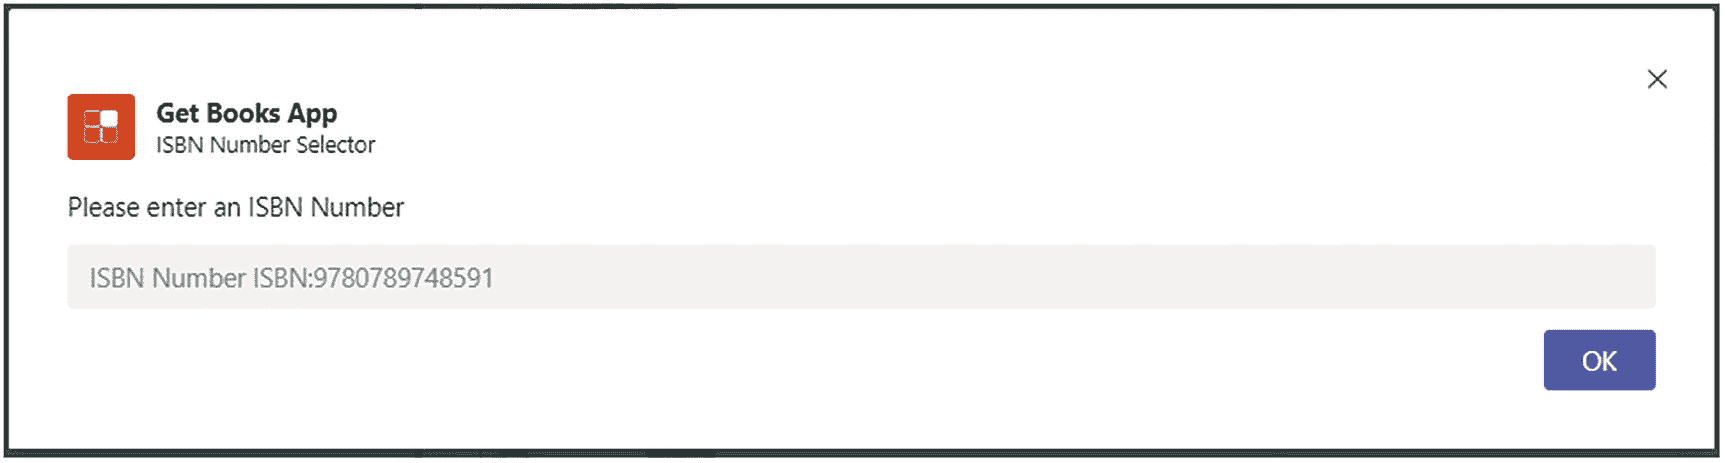 Get Books App
ISBN Number Selector
Please enter an ISBN Number
ISBN Number ISBN:9780789748591
OK